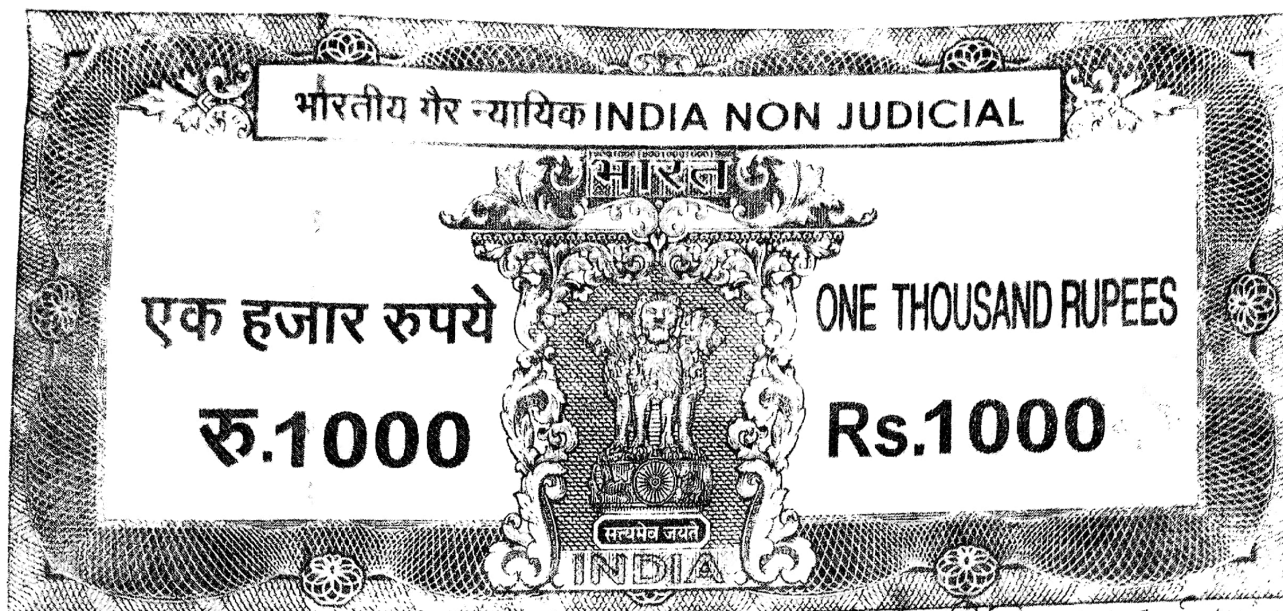 भारतीय गैर न्यायिक INDIA NON JUDICIAL
भारत
एक हजार रुपये
ONE THOUSAND RUPEES
रु.1000
Rs.1000
सत्यमेव जयते
INDIA